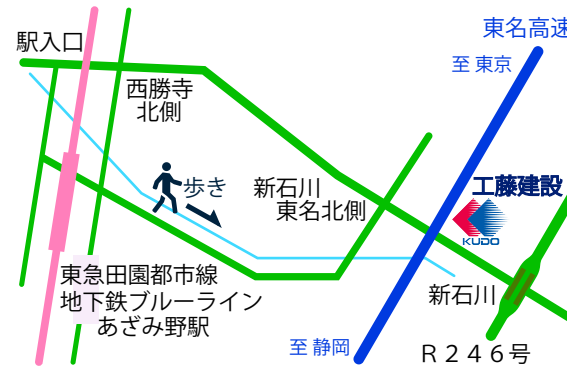 東名高速
駅入口
至 東京
西勝寺
北側
歩き
新石川
東名北側
工藤建設
KUDO
東急田園都市線
地下鉄ブルーライン
あざみ野駅
新石川
至 静岡
R246号